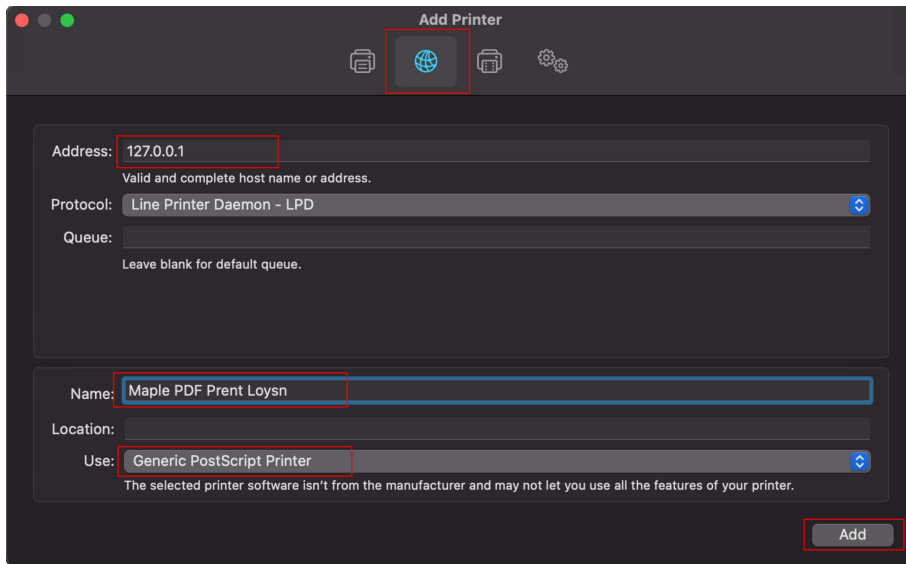 Add Printer
Address: 127.0.0.1
Valid and complete host name or address.
Protocol: Line Printer Daemon - LPD
Queue:
Leave blank for default queue.
Name: Maple PDF Prent Loysn
Location:
Use: Generic PostScript Printer
The selected printer software isn't from the manufacturer and may not let you use all the features of your printer.
Add